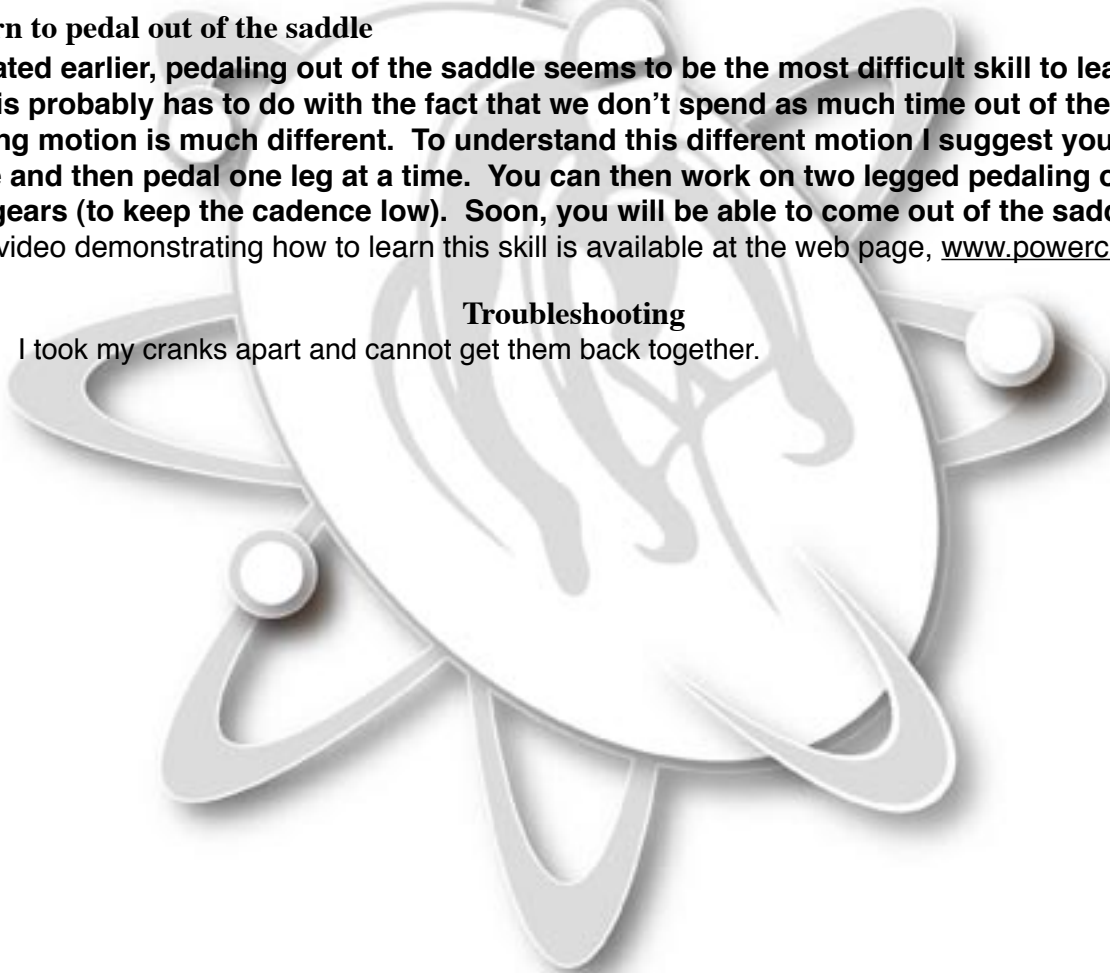 rn to pedal out of the saddle
ated earlier, pedaling out of the saddle seems to be the most difficult skill to lea
is probably has to do with the fact that we don’t spend as much time out of the
ng motion is much different.  To understand this different motion I suggest you
e and then pedal one leg at a time.  You can then work on two legged pedaling o
gears (to keep the cadence low).  Soon, you will be able to come out of the sadd
video demonstrating how to learn this skill is available at the web page, www.powerc
Troubleshooting
I took my cranks apart and cannot get them back together.